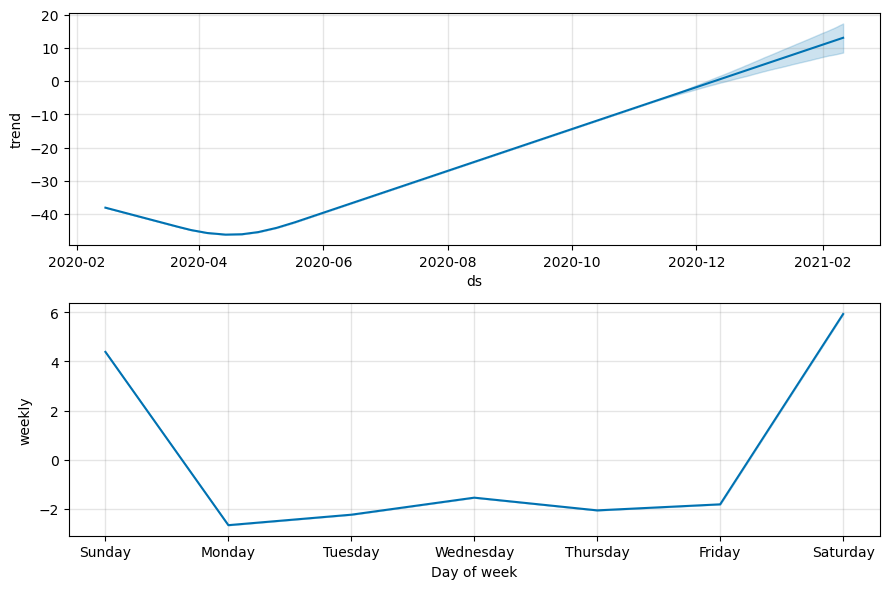 20
10
0
−10
−20
−30
−40
trend
2020-02 2020-04 2020-06 2020-08 2020-10 2020-12 2021-02
ds
6
4
2
0
−2
weekly
Sunday Monday Tuesday Wednesday Thursday Friday Saturday
Day of week